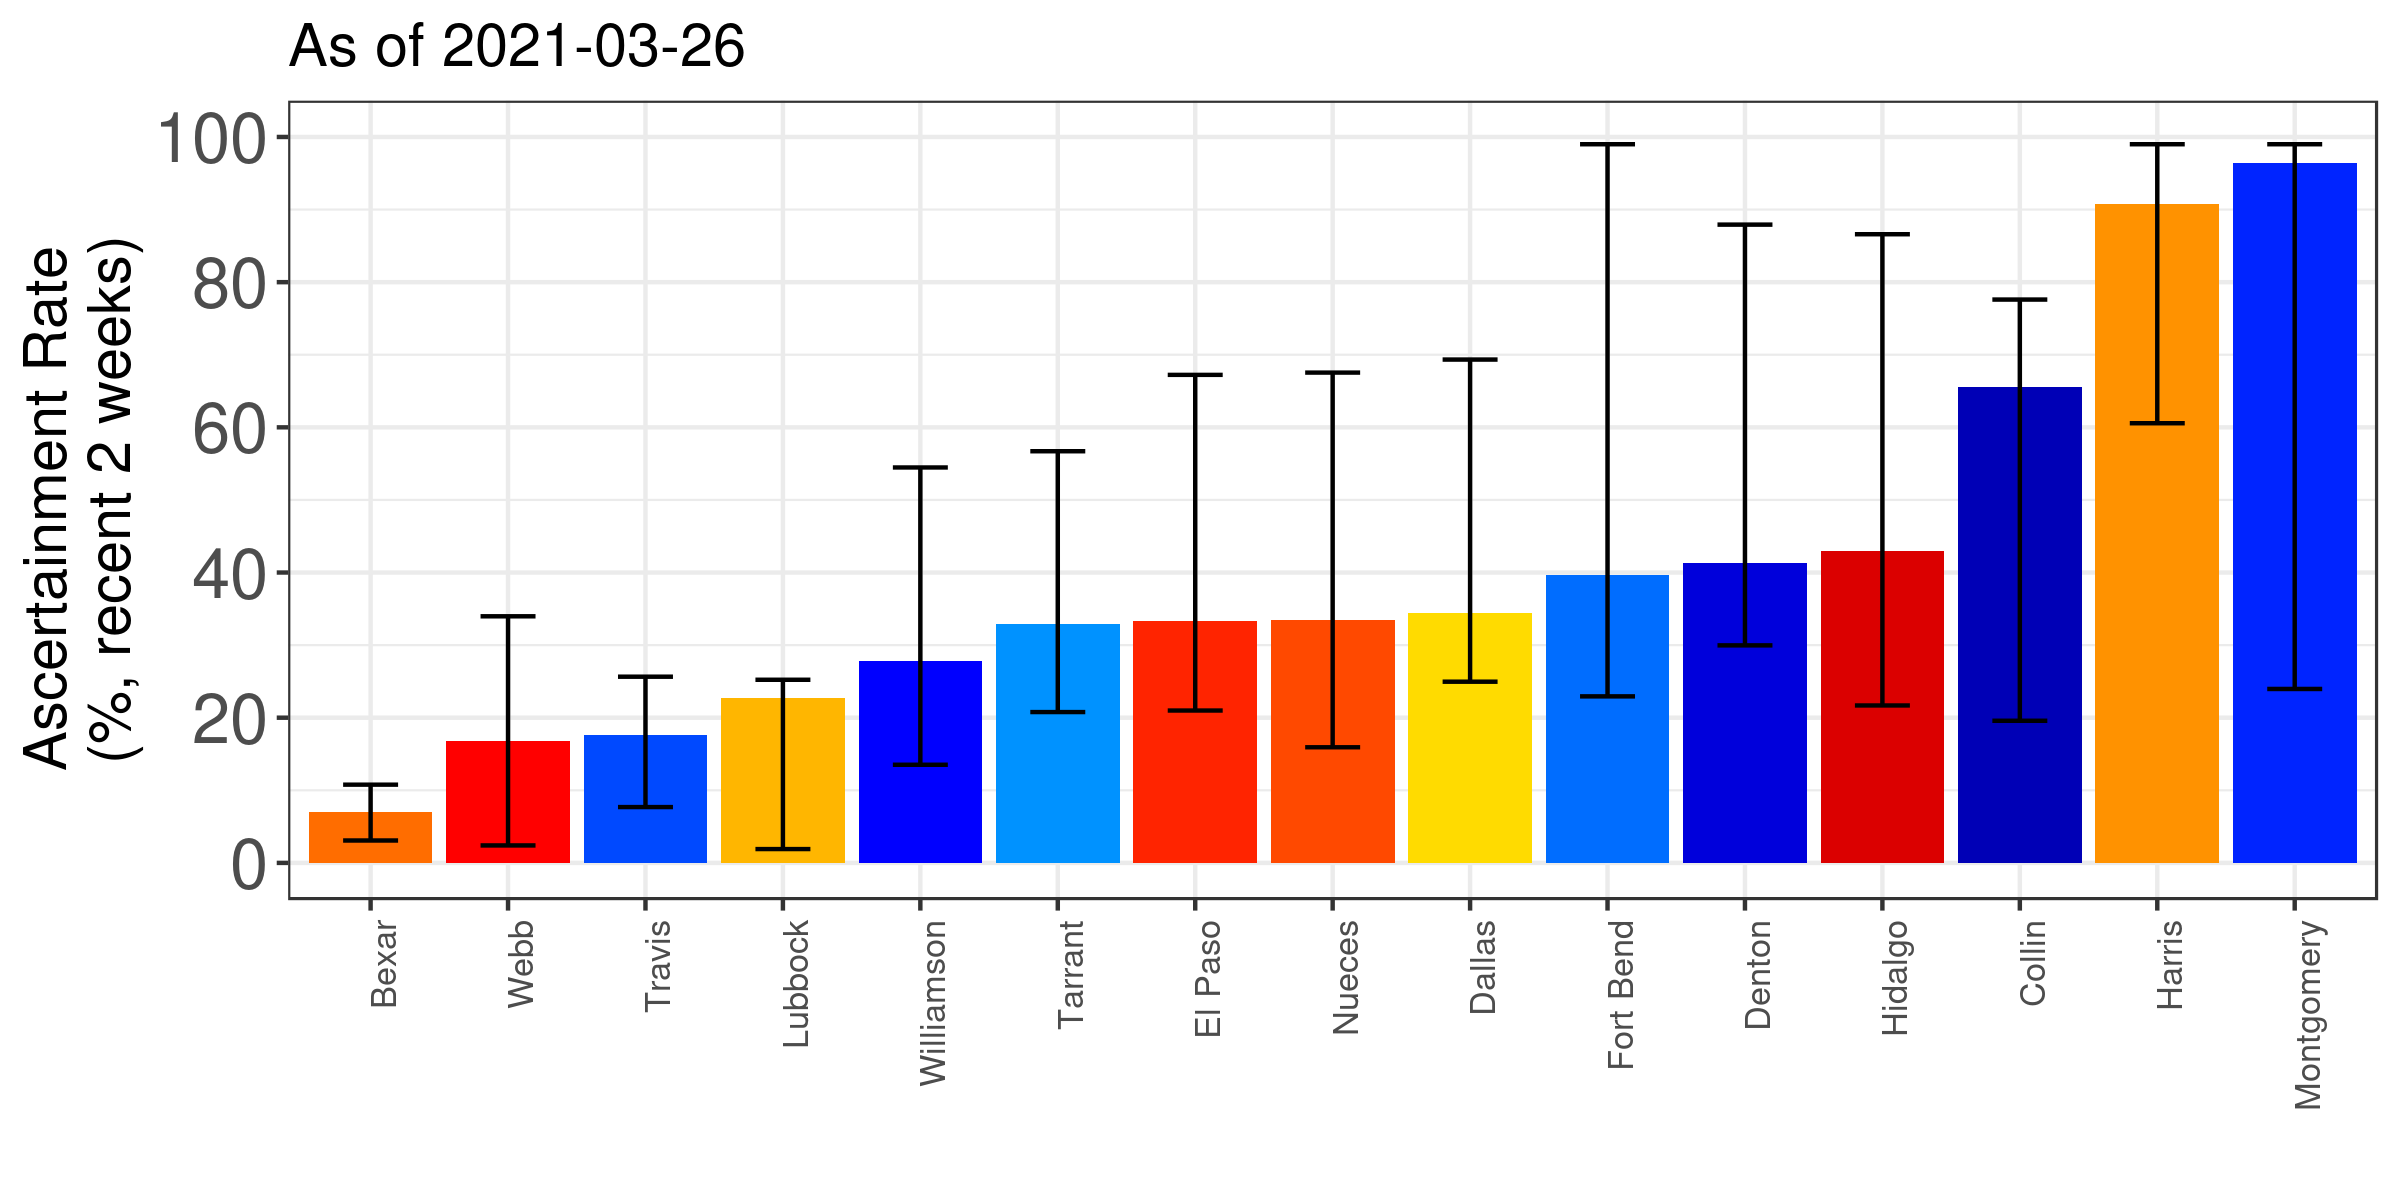 As of 2021-03-26
Ascertainment Rate
(%, recent 2 weeks)
100
80
60
40
20
0
Bexar
Webb
Travis
Lubbock
Williamson
Tarrant
El Paso
Nueces
Dallas
Fort Bend
Denton
Hidalgo
Collin
Harris
Montgomery